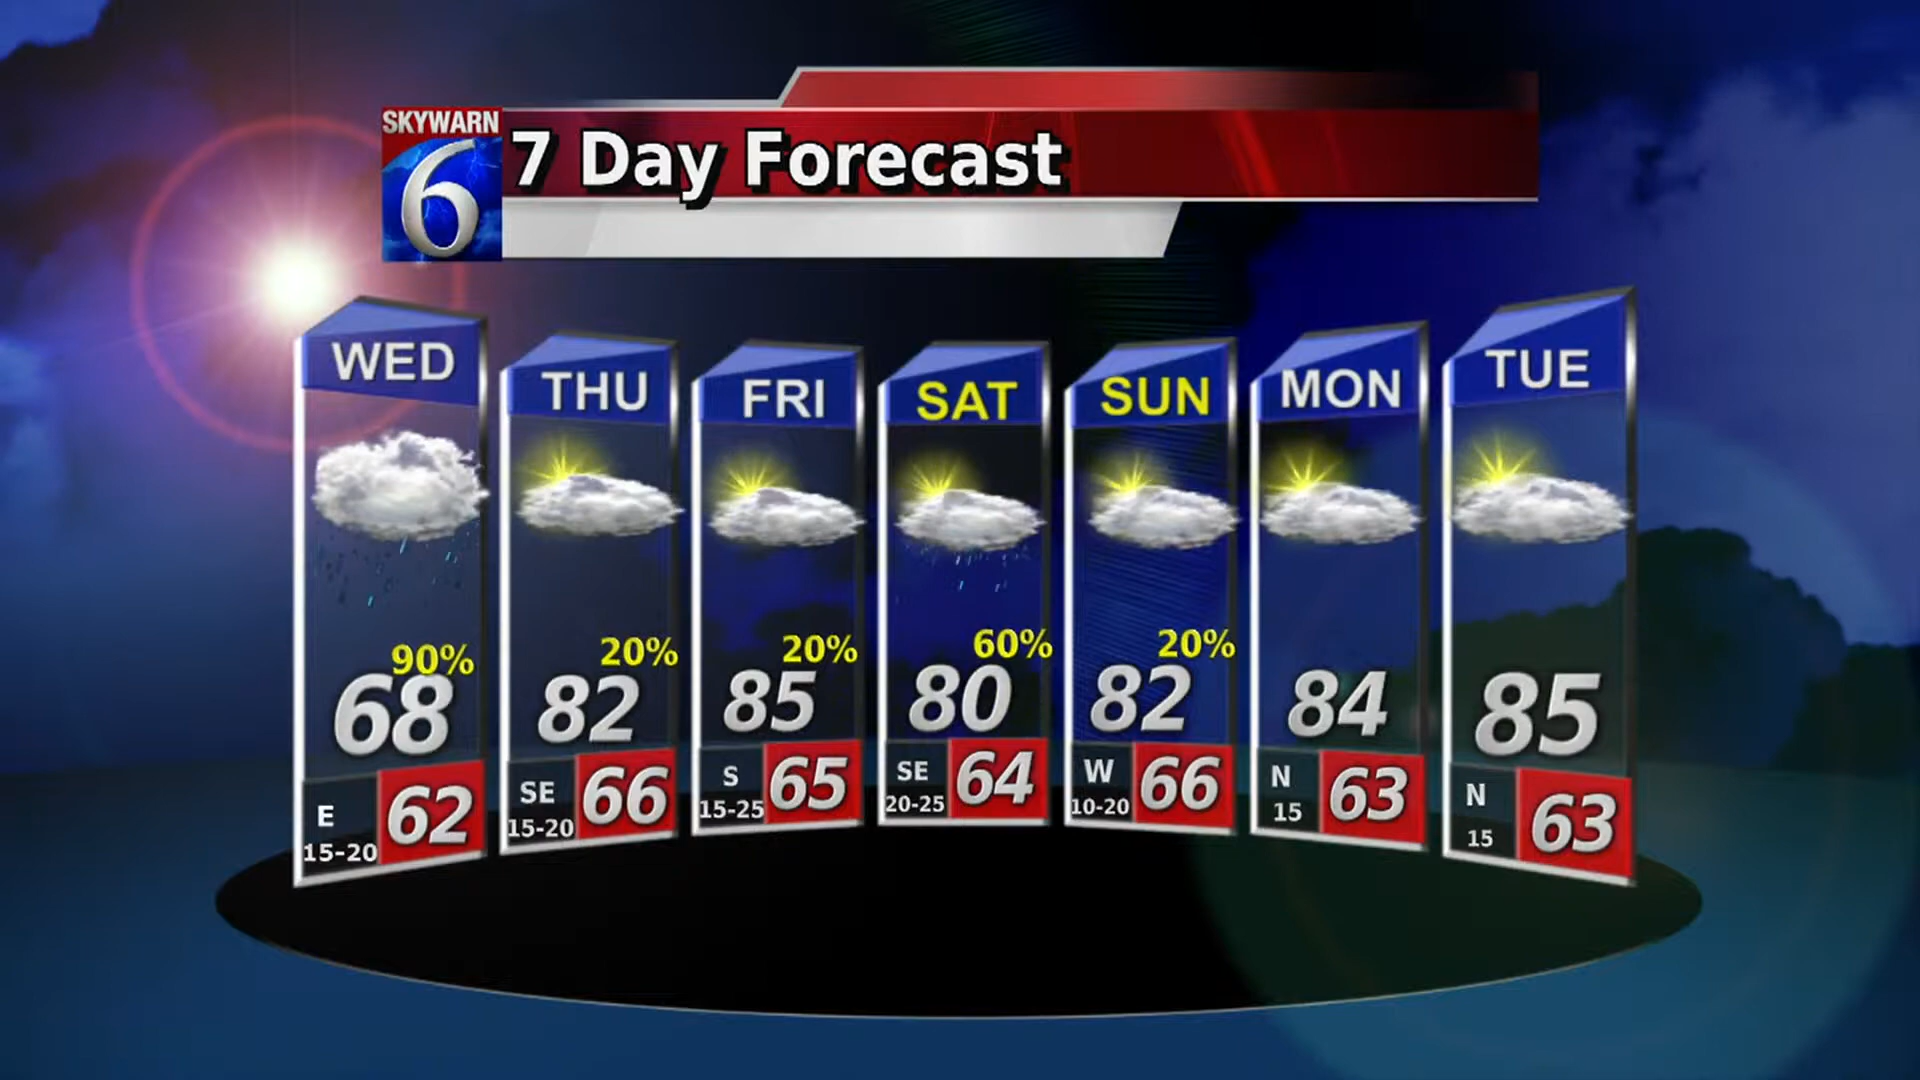 SKYWARN
6
7 Day Forecast
WED
90%
68
E
15-20
62
THU
20%
82
SE
15-20
66
FRI
20%
85
S
15-25
65
SAT
60%
80
SE
20-25
64
SUN
20%
82
W
10-20
66
MON
84
N
15
63
TUE
85
N
15
63